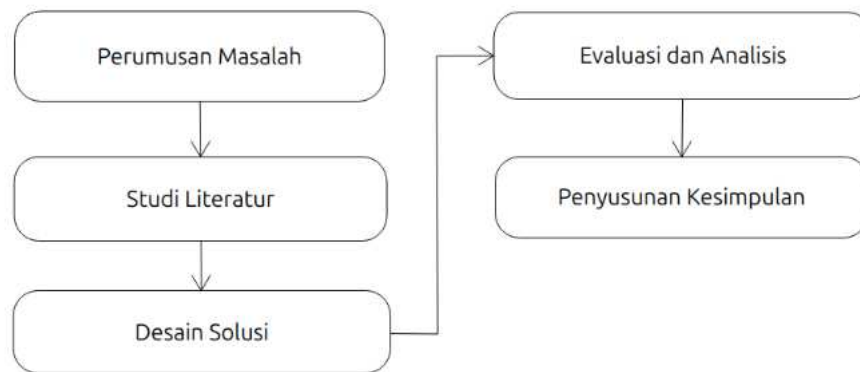 Perumusan Masalah
Studi Literatur
Desain Solusi
Evaluasi dan Analisis
Penyusunan Kesimpulan